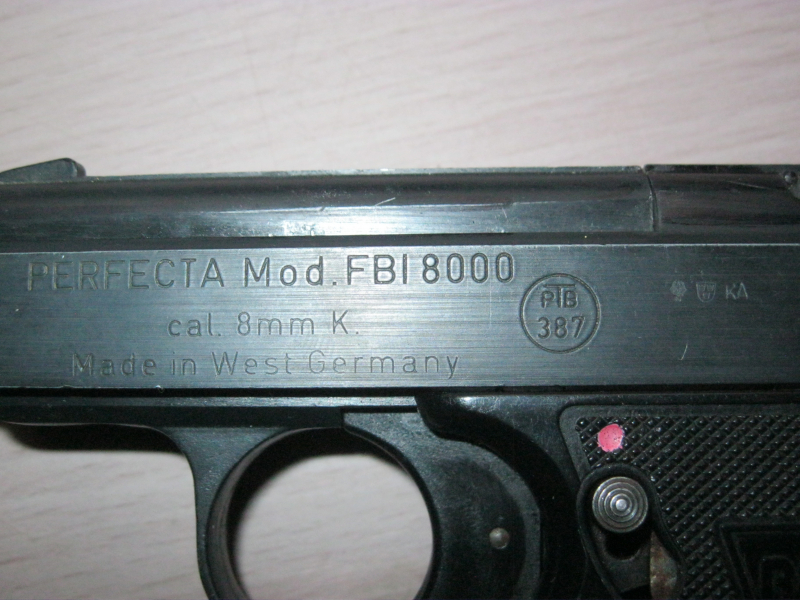 PERFECTA Mod. FBI 8000
cal. 8mm K.
Made in West Germany
PTB
387
KA